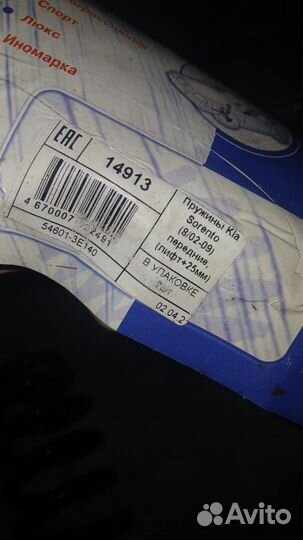 Спорт
Люкс
Иномарка
EAC
14913
4 670007
54601-3E140
Пружины Kia
Sorento
(8/02-09)
передние,
(лифт+25мм)
В УПАКОВКЕ
02.04.2
Avito